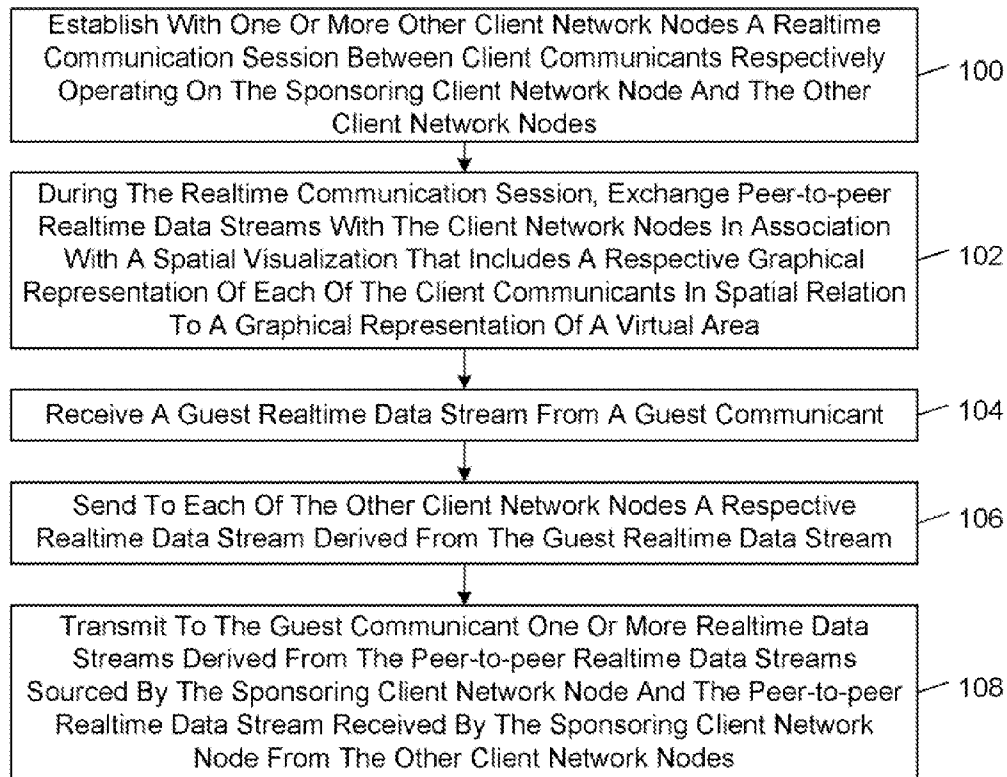 Establish With One Or More Other Client Network Nodes A Realtime
Communication Session Between Client Communicants Respectively
Operating On The Sponsoring Client Network Node And The Other
Client Network Nodes
100
During The Realtime Communication Session, Exchange Peer-to-peer
Realtime Data Streams With The Client Network Nodes In Association
With A Spatial Visualization That Includes A Respective Graphical
Representation Of Each Of The Client Communicants In Spatial Relation
To A Graphical Representation Of A Virtual Area
102
Receive A Guest Realtime Data Stream From A Guest Communicant
104
Send To Each Of The Other Client Network Nodes A Respective
Realtime Data Stream Derived From The Guest Realtime Data Stream
106
Transmit To The Guest Communicant One Or More Realtime Data
Streams Derived From The Peer-to-peer Realtime Data Streams
Sourced By The Sponsoring Client Network Node And The Peer-to-peer
Realtime Data Stream Received By The Sponsoring Client Network
Node From The Other Client Network Nodes
108